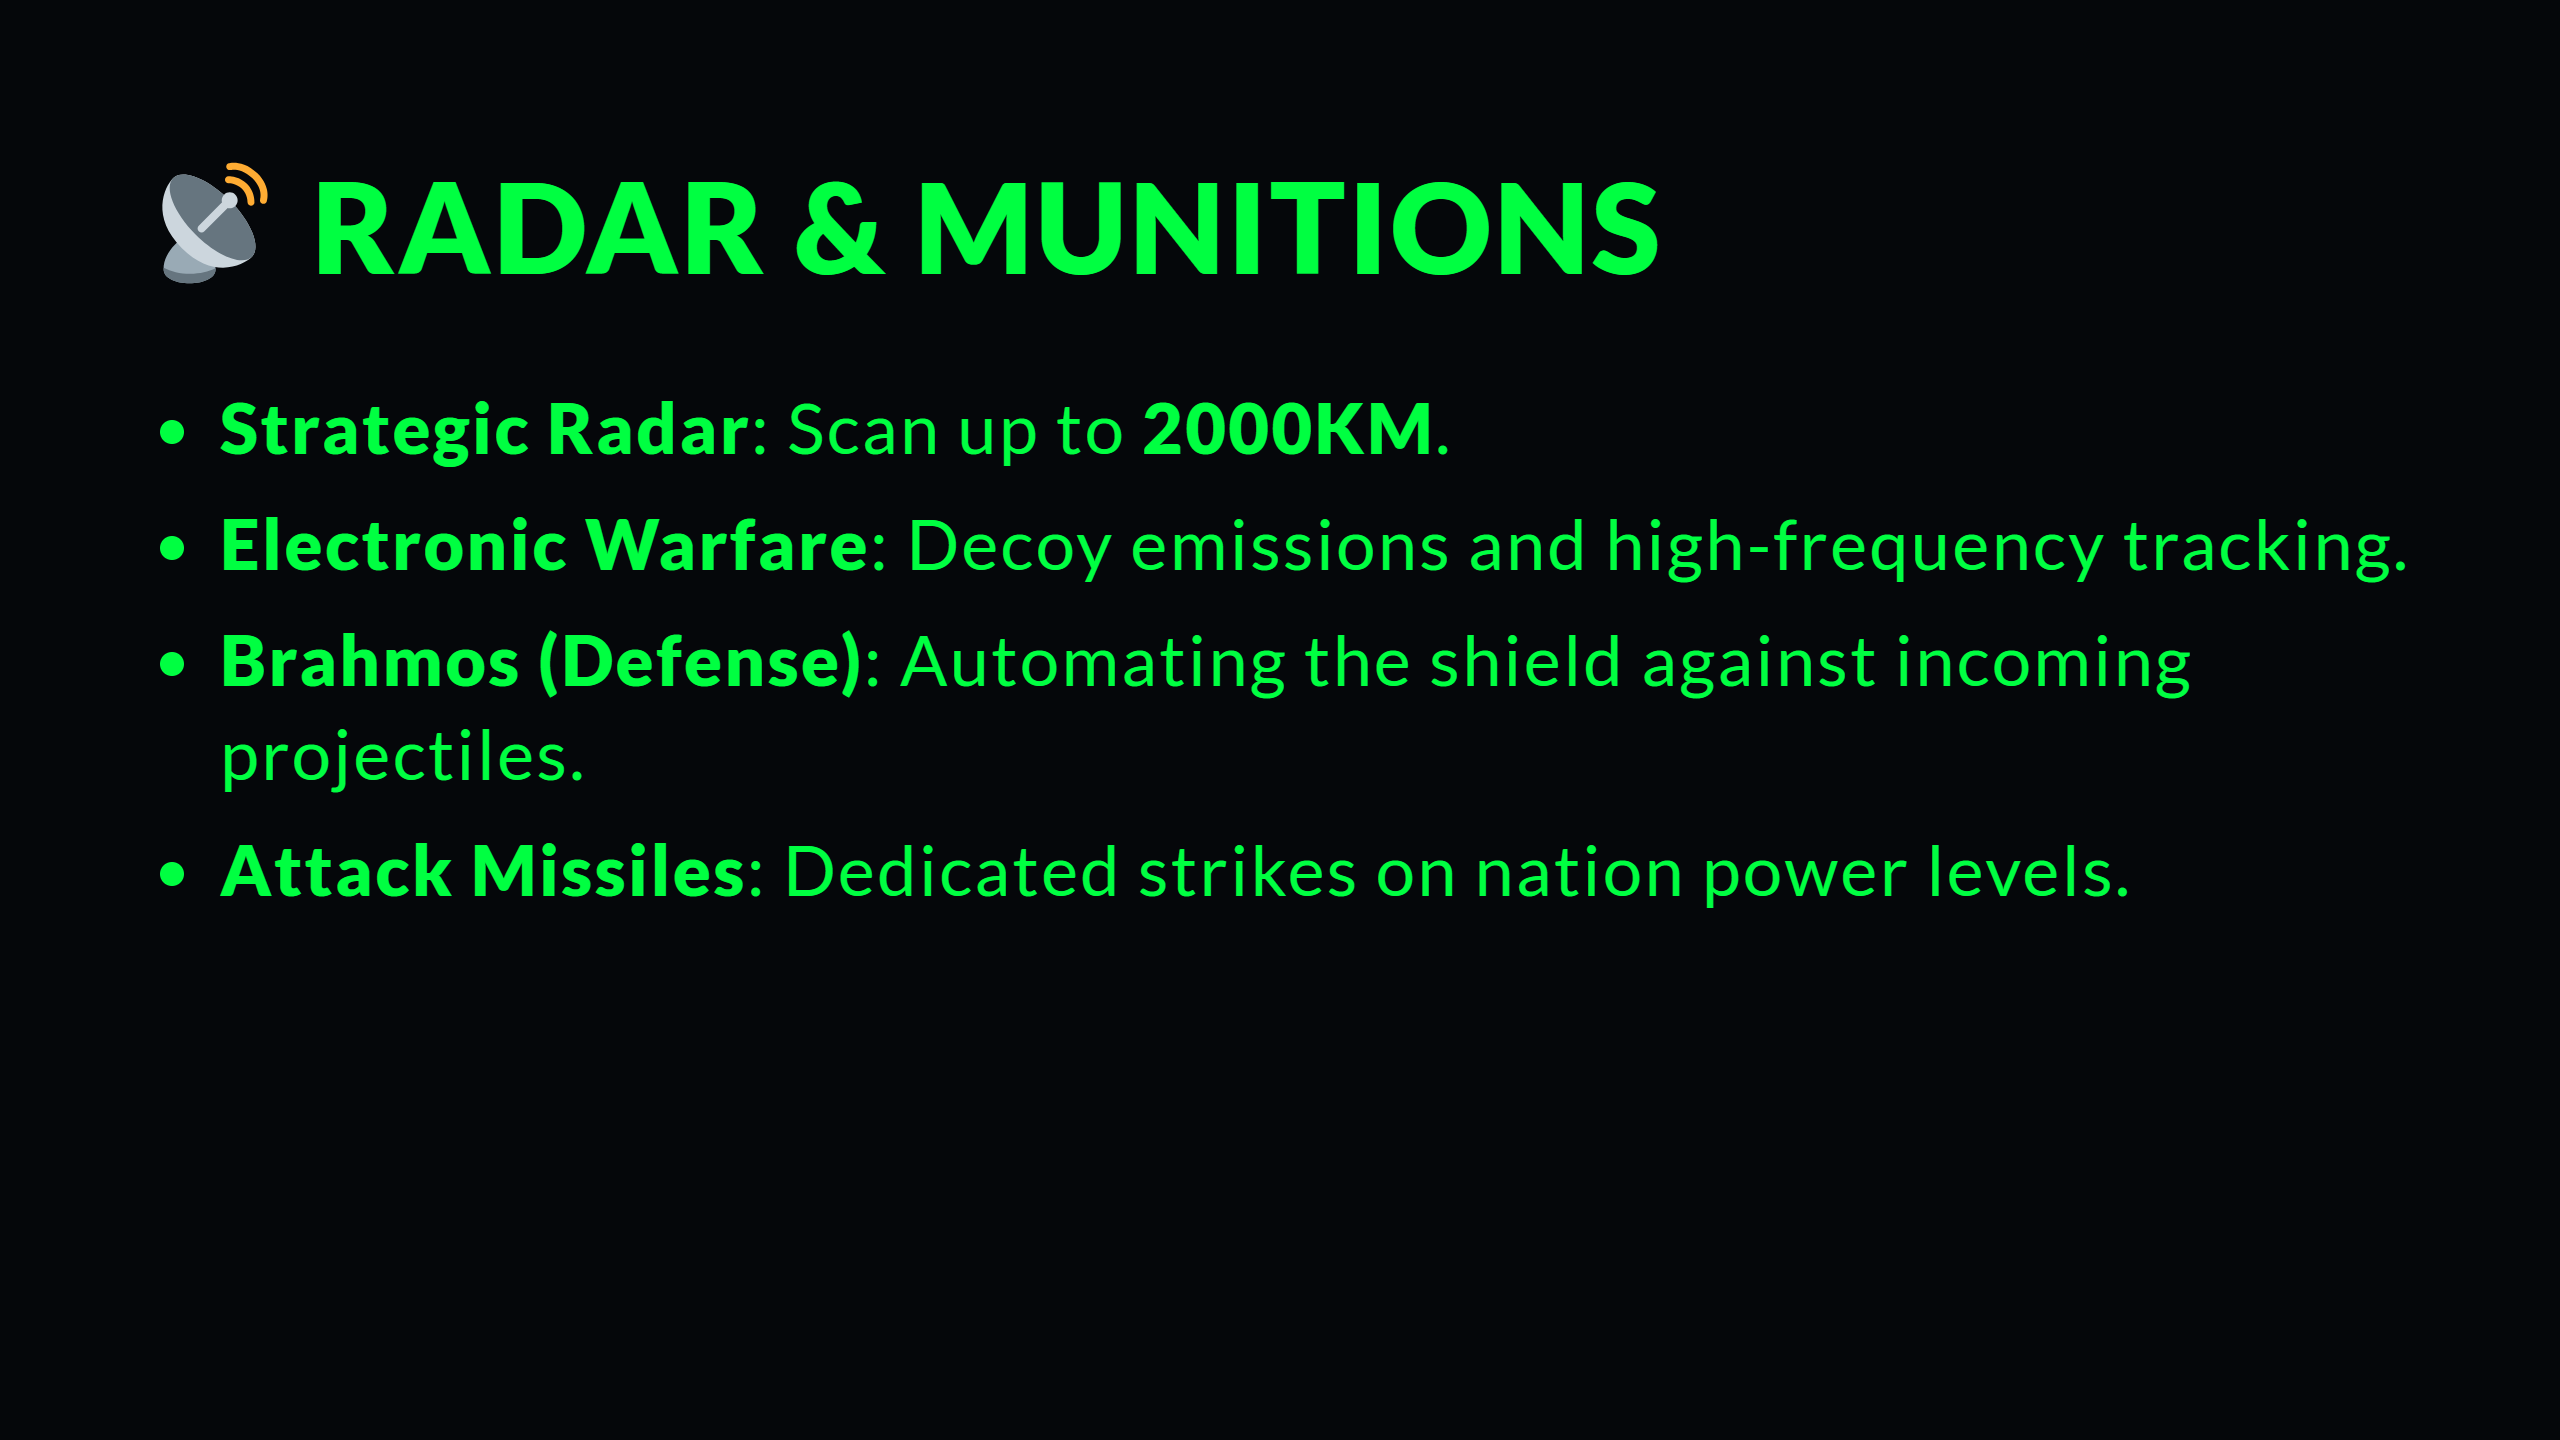 RADAR & MUNITIONS
• Strategic Radar: Scan up to 2000KM.
• Electronic Warfare: Decoy emissions and high-frequency tracking.
• Brahmos (Defense): Automating the shield against incoming
projectiles.
• Attack Missiles: Dedicated strikes on nation power levels.